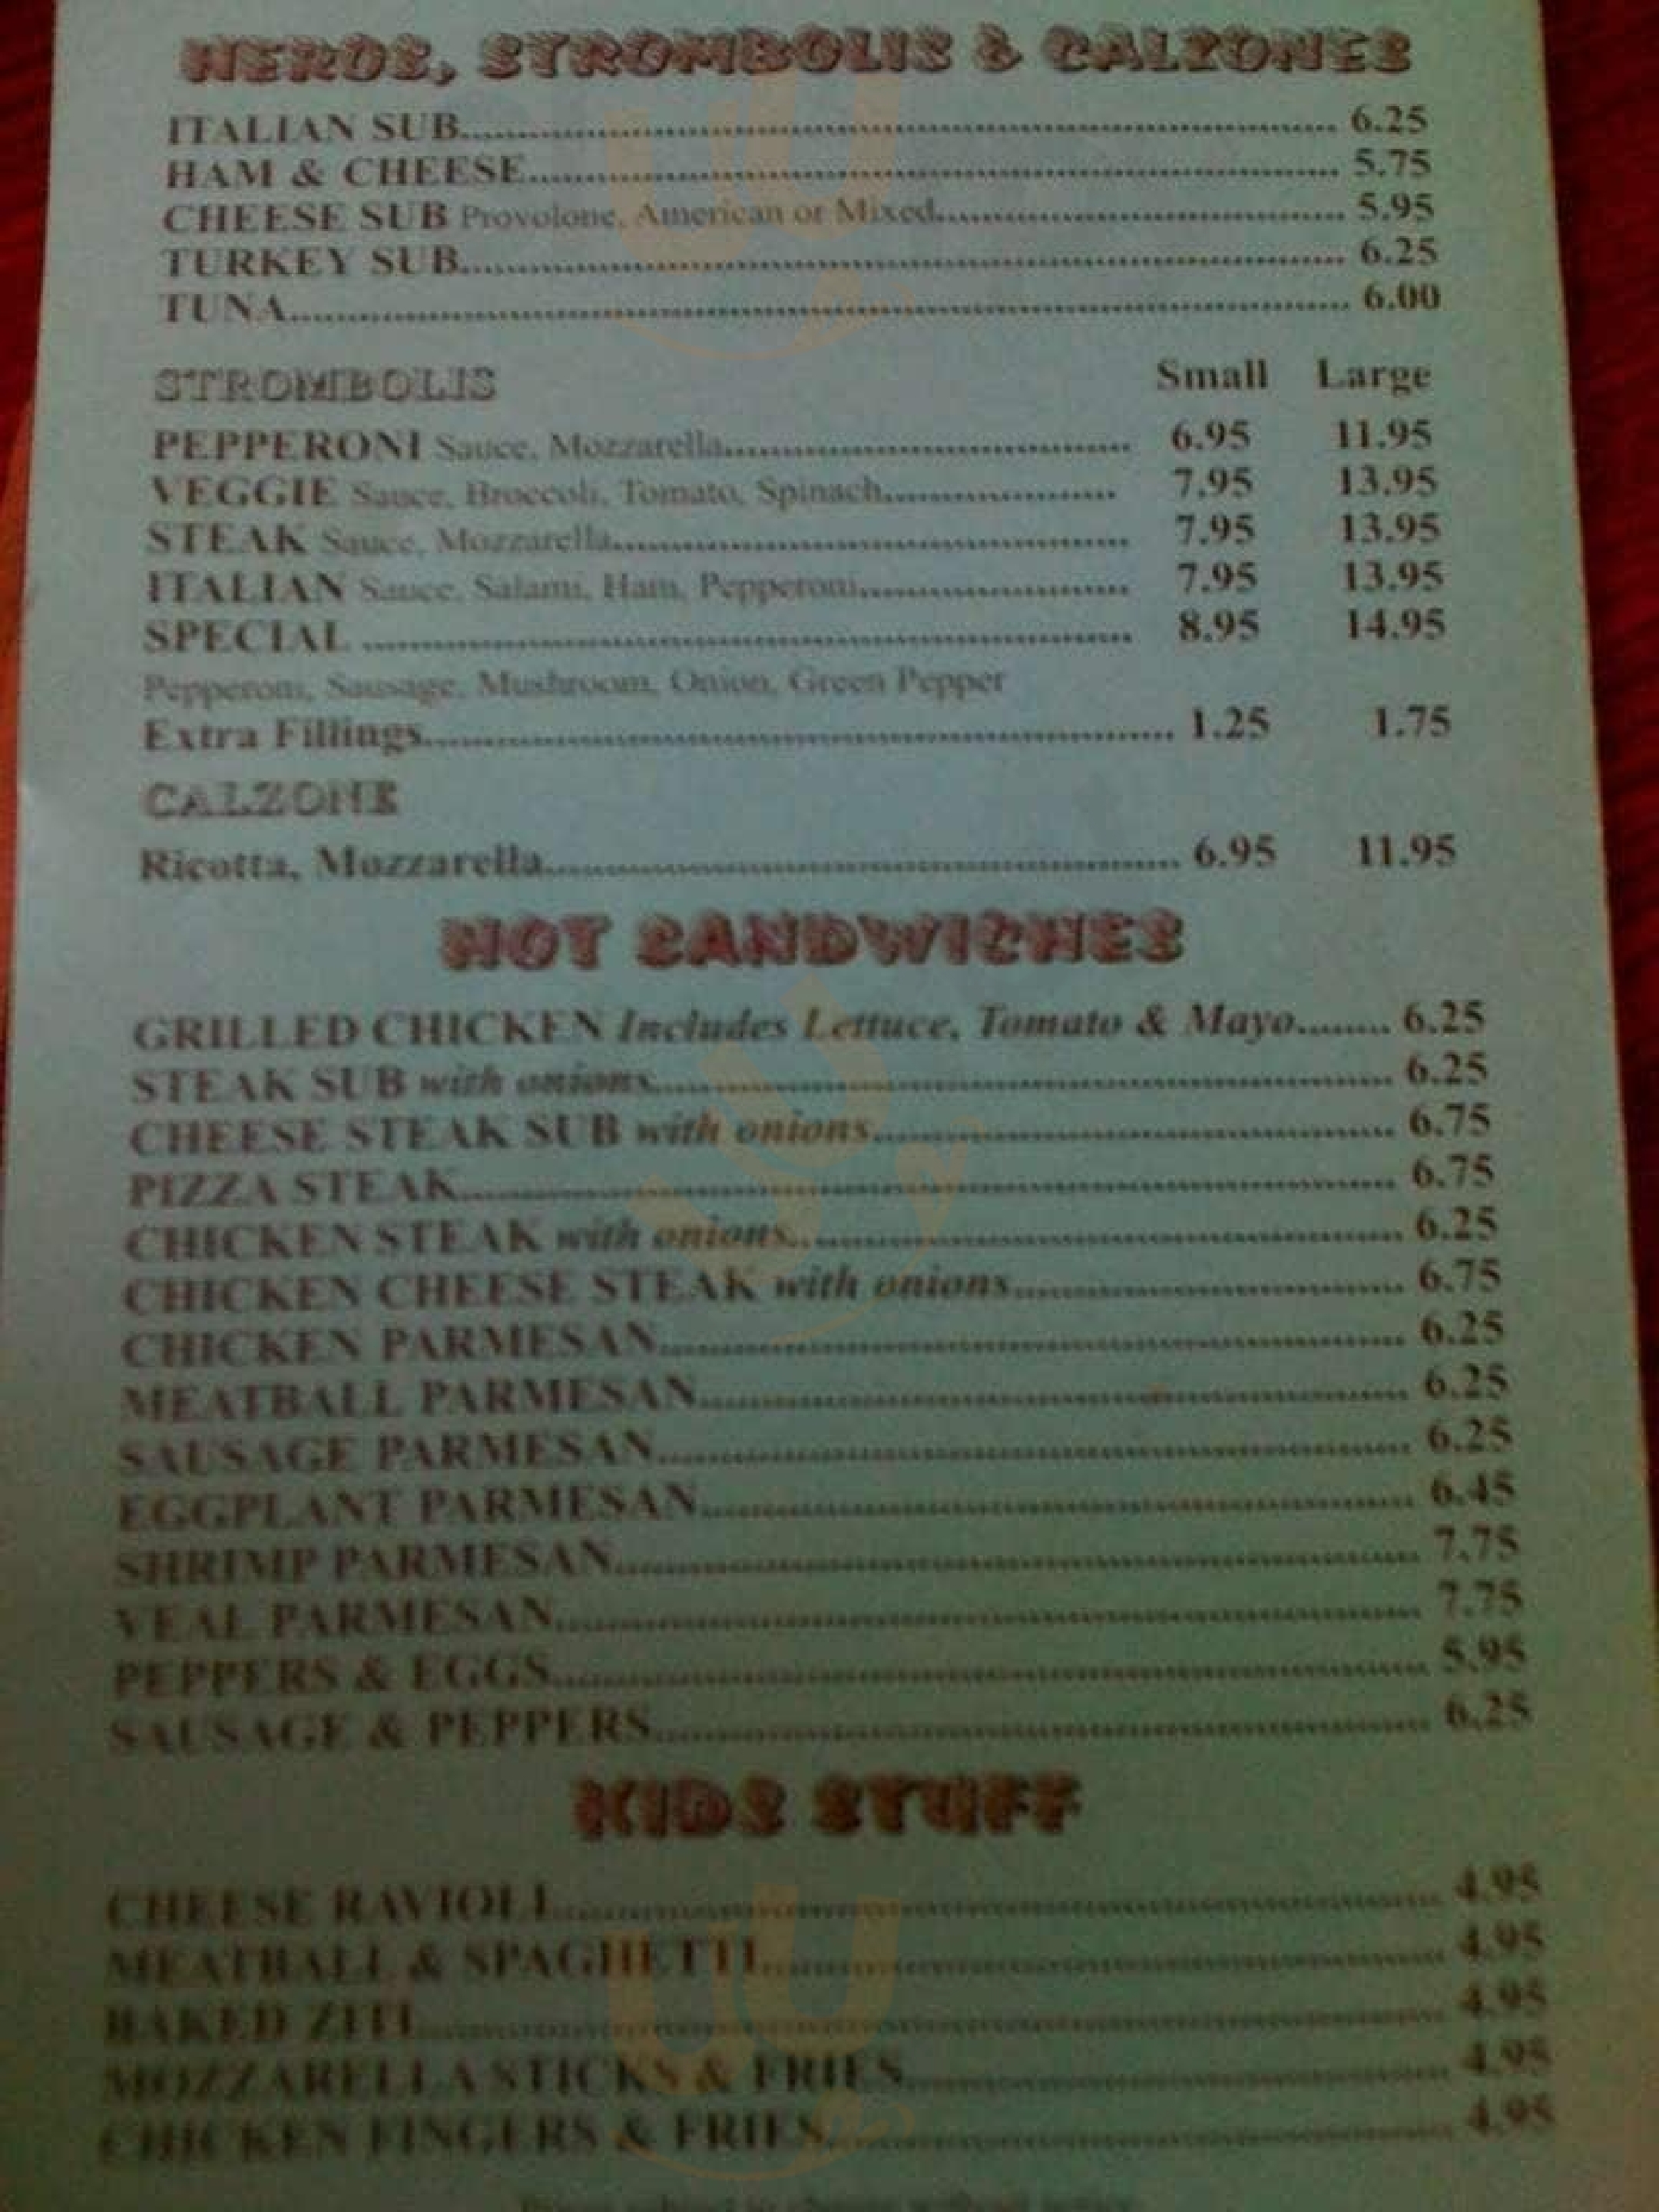 HEROS, STROMBOLIS & CALZONES
ITALIAN SUB 6.25
HAM & CHEESE 5.75
CHEESE SUB Provolone, American or Mixed 5.95
TURKEY SUB 6.25
TUNA 6.00
STROMBOLIS Small Large
PEPPERONI Sauce, Mozzarella 6.95 11.95
VEGGIE Sauce, Broccoli, Tomato, Spinach 7.95 13.95
STEAK Sauce, Mozzarella 7.95 13.95
ITALIAN Sauce, Salami, Ham, Pepperoni 7.95 13.95
SPECIAL 8.95 14.95
Pepperoni, Sausage, Mushroom, Onion, Green Pepper
Extra Fillings 1.25 1.75
CALZONE
Ricotta, Mozzarella 6.95 11.95
HOT SANDWICHES
GRILLED CHICKEN Includes Lettuce, Tomato & Mayo 6.25
STEAK SUB with onions 6.25
CHEESE STEAK SUB with onions 6.75
PIZZA STEAK 6.75
CHICKEN STEAK with onions 6.25
CHICKEN CHEESE STEAK with onions 6.75
CHICKEN PARMESAN 6.25
MEATBALL PARMESAN 6.25
SAUSAGE PARMESAN 6.25
EGGPLANT PARMESAN 6.45
SHRIMP PARMESAN 7.75
VEAL PARMESAN 7.75
PEPPERS & EGGS 5.95
SAUSAGE & PEPPERS 6.25
KIDS STUFF
CHEESE RAVIOLI 4.95
MEATBALL & SPAGHETTI 4.95
BAKED ZITI 4.95
MOZZARELLA STICKS & FRIES 4.95
CHICKEN FINGERS & FRIES 4.95
Prices subject to change without notice